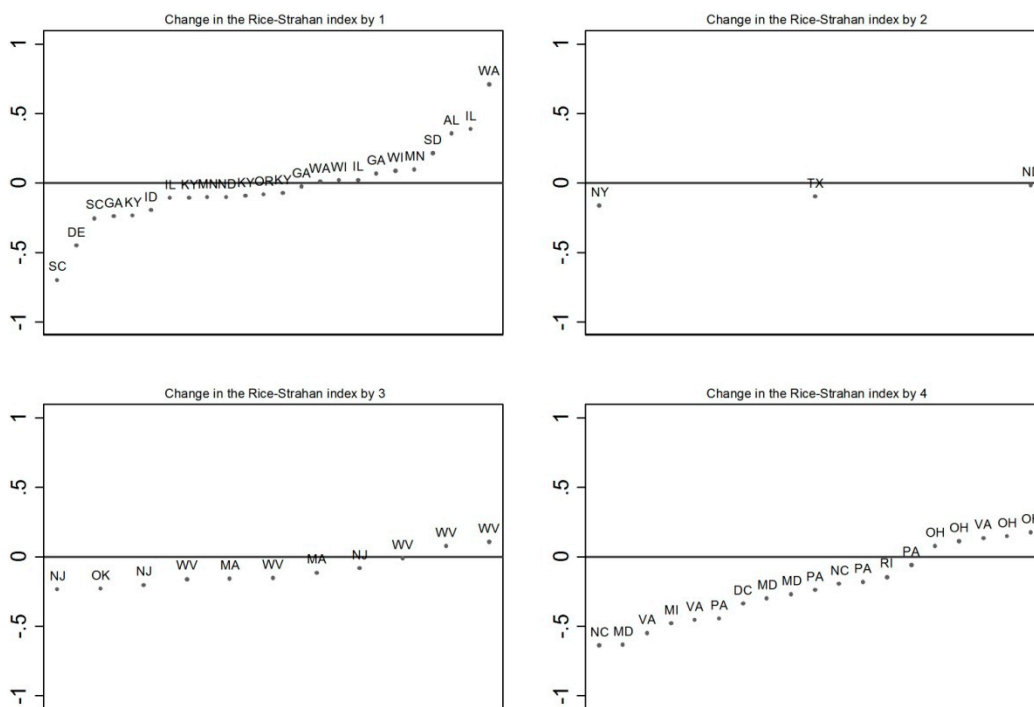 Change in the Rice-Strahan index by 1
1
.5
0
-.5
-1
SC
DE
SC
GA
KY
ID
IL
KY
MN
ND
KY
OR
KY
GA
WA
WI
IL
GA
WI
MN
SD
AL
IL
WA
Change in the Rice-Strahan index by 2
1
.5
0
-.5
-1
NY
TX
Change in the Rice-Strahan index by 3
1
.5
0
-.5
-1
NJ
OK
NJ
WV
MA
WV
MA
NJ
WV
WV
WV
Change in the Rice-Strahan index by 4
1
.5
0
-.5
-1
NC
MD
VA
MI
VA
PA
DC
MD
MD
PA
NC
PA
RI
PA
OH
OH
VA
OH